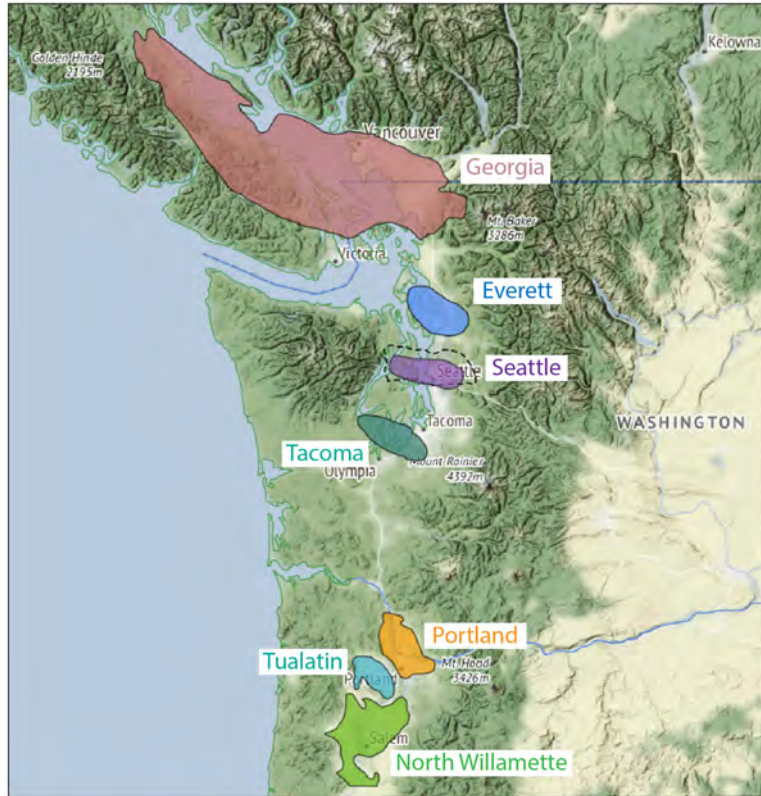 Golden Hinde
2195m
Kelowna
Vancouver
Georgia
Mt. Baker
3286m
Victoria
Everett
Seattle
Seattle
WASHINGTON
Tacoma
Tacoma
Mount Rainier
4392m
Olympia
Portland
Tualatin
Mt. Hood
3426m
Portland
Salem
North Willamette